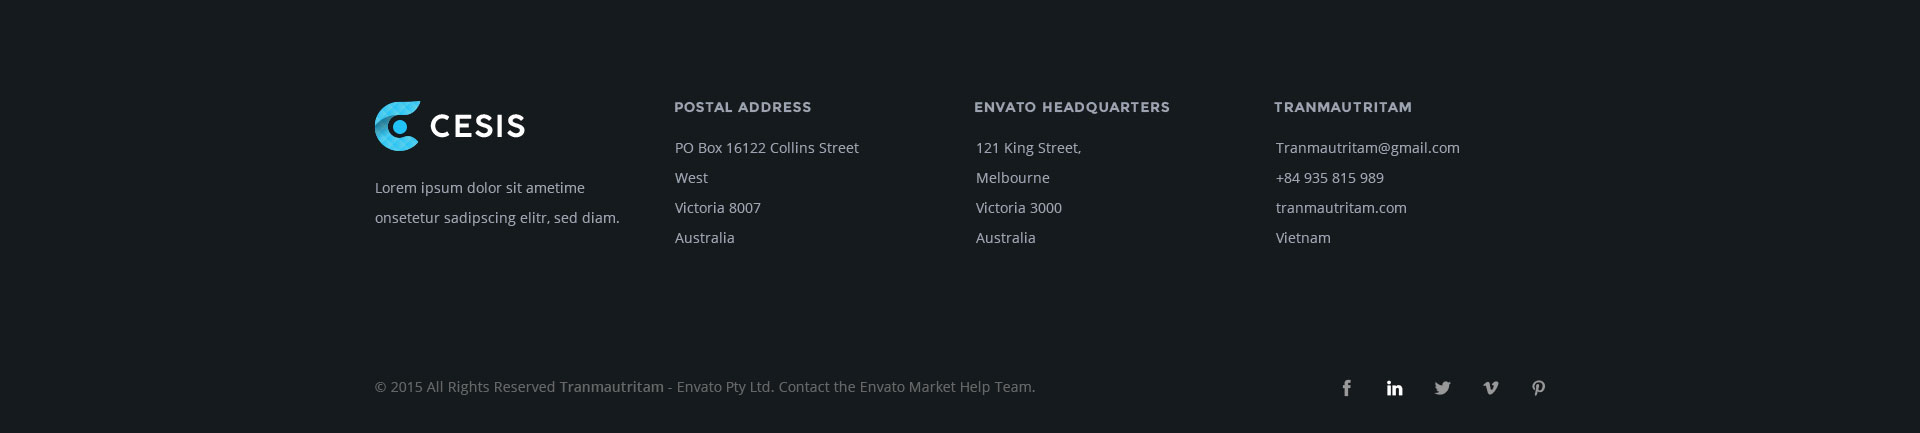 CESIS
Lorem ipsum dolor sit ametime
onsetetur sadipscing elitr, sed diam.
POSTAL ADDRESS
PO Box 16122 Collins Street
West
Victoria 8007
Australia
ENVATO HEADQUARTERS
121 King Street,
Melbourne
Victoria 3000
Australia
TRANMAUTRITAM
Tranmautritam@gmail.com
+84 935 815 989
tranmautritam.com
Vietnam
© 2015 All Rights Reserved Tranmautritam - Envato Pty Ltd. Contact the Envato Market Help Team.